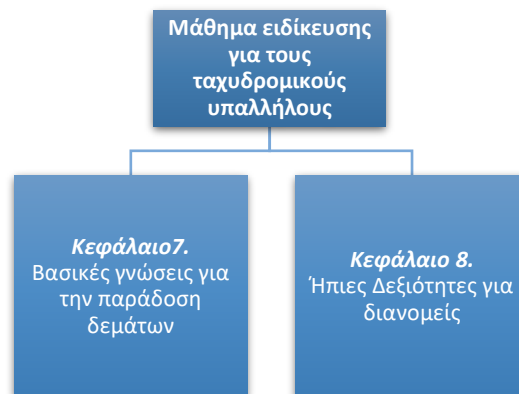 Μάθημα ειδίκευσης
για τους
ταχυδρομικούς
υπαλλήλους
Κεφάλαιο7.
Βασικές γνώσεις για
την παράδοση
δεμάτων
Κεφάλαιο 8.
Ήπιες Δεξιότητες για
διανομείς